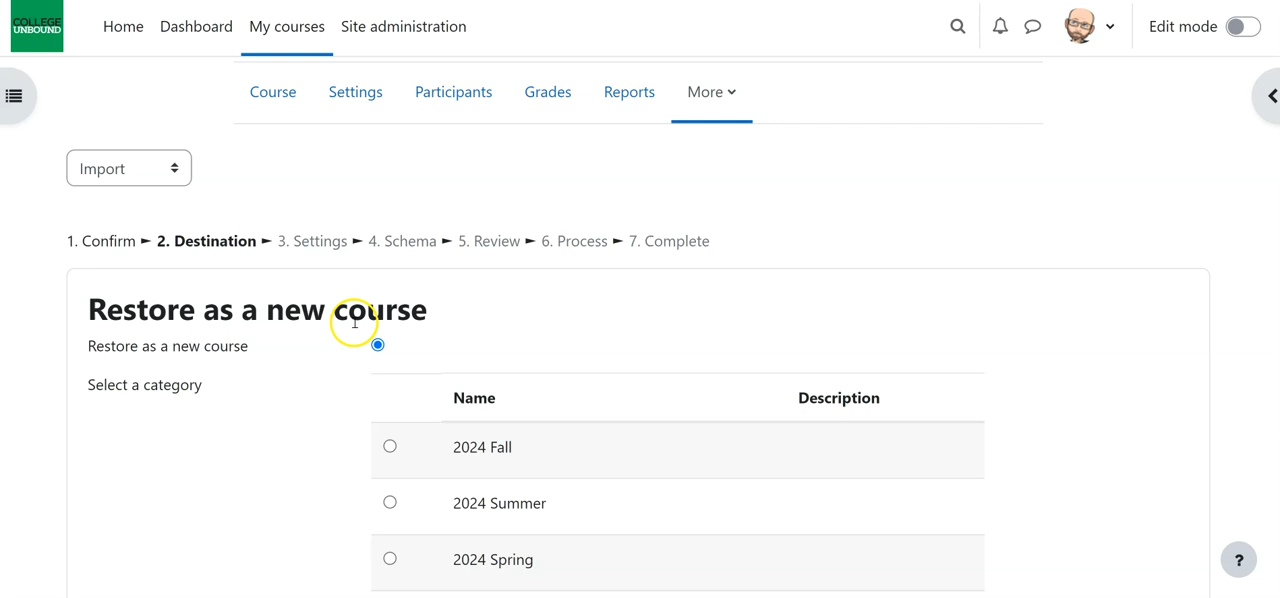 COLLEGE
UNBOUND
Home Dashboard My courses Site administration
Edit mode
Course Settings Participants Grades Reports More
Import
1. Confirm ► 2. Destination ► 3. Settings ► 4. Schema ► 5. Review ► 6. Process ► 7. Complete
Restore as a new course
Restore as a new course
Select a category
Name Description
2024 Fall
2024 Summer
2024 Spring
?